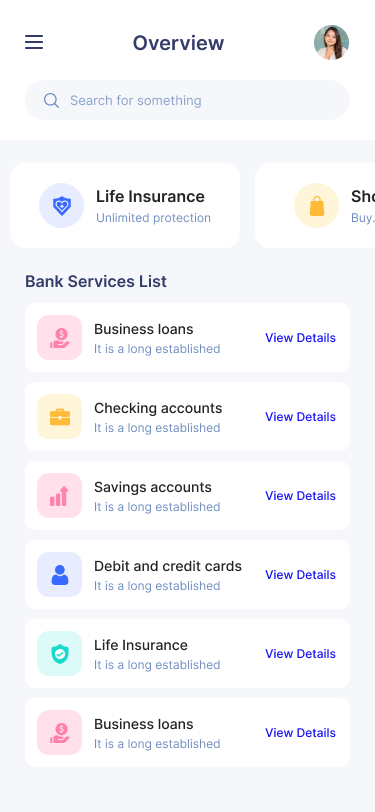 Overview
Search for something
Life Insurance
Unlimited protection
Sho
Buy.
Bank Services List
Business loans
It is a long established
View Details
Checking accounts
It is a long established
View Details
Savings accounts
It is a long established
View Details
Debit and credit cards
It is a long established
View Details
Life Insurance
It is a long established
View Details
Business loans
It is a long established
View Details